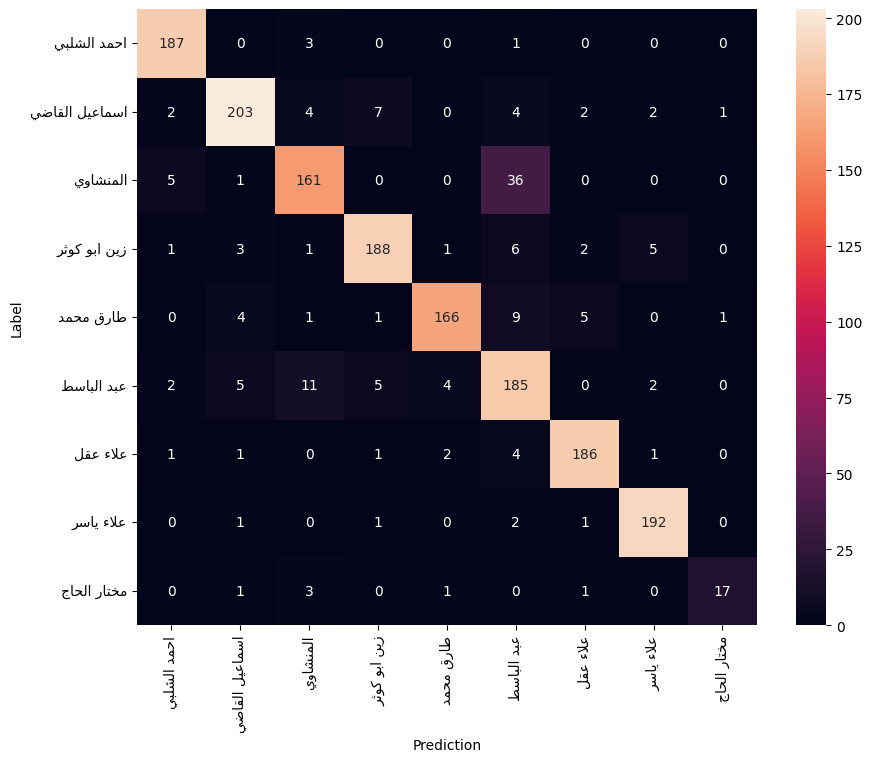 احمد الشلبي 187 0 3 0 0 1 0 0 0
اسماعيل القاضي 2 203 4 7 0 4 2 2 1
المنشاوي 5 1 161 0 0 36 0 0 0
زين ابو كوثر 1 3 1 188 1 6 2 5 0
طارق محمد 0 4 1 1 166 9 5 0 1
عبد الباسط 2 5 11 5 4 185 0 2 0
علاء عقل 1 1 0 1 2 4 186 1 0
علاء ياسر 0 1 0 1 0 2 1 192 0
مختار الحاج 0 1 3 0 1 0 1 0 17
Label
احمد الشلبي
اسماعيل القاضي
المنشاوي
زين ابو كوثر
طارق محمد
عبد الباسط
علاء عقل
علاء ياسر
مختار الحاج
Prediction
200
175
150
125
100
75
50
25
0